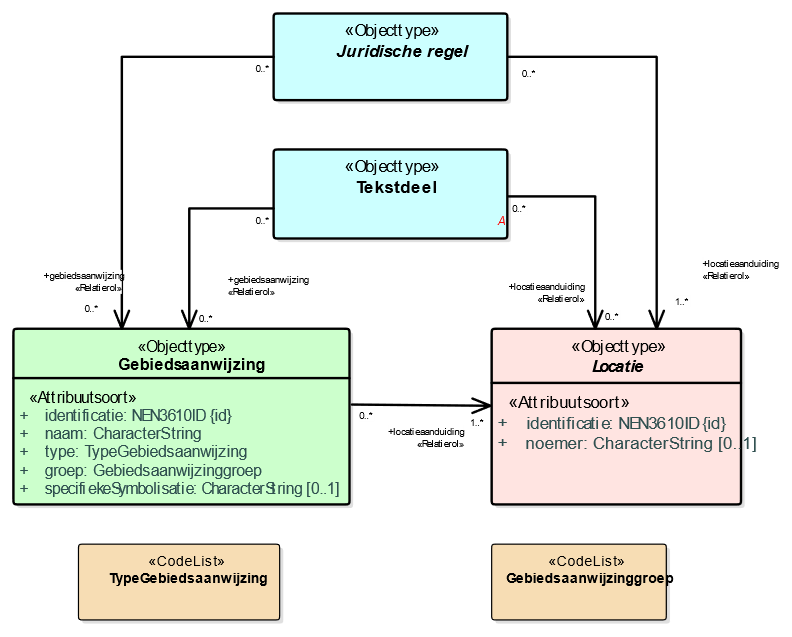 «Objecttype»
Juridische regel
0..*
0..*
«Objecttype»
Tekstdeel
0..*
0..*
A
+gebiedsaanwijzing
«Relatierol»
0..*
+gebiedsaanwijzing
«Relatierol»
0..*
+locatieaanduiding
«Relatierol»
0..*
+locatieaanduiding
«Relatierol»
1..*
«Objecttype»
Gebiedsaanwijzing
«Attribuutsoort»
+ identificatie: NEN3610ID {id}
+ naam: CharacterString
+ type: TypeGebiedsaanwijzing
+ groep: Gebiedsaanwijzinggroep
+ specifiekeSymbolisatie: CharacterString [0..1]
0..*
+locatieaanduiding
«Relatierol»
1..*
«Objecttype»
Locatie
«Attribuutsoort»
+ identificatie: NEN3610ID {id}
+ noemer: CharacterString [0..1]
«CodeList»
TypeGebiedsaanwijzing
«CodeList»
Gebiedsaanwijzinggroep